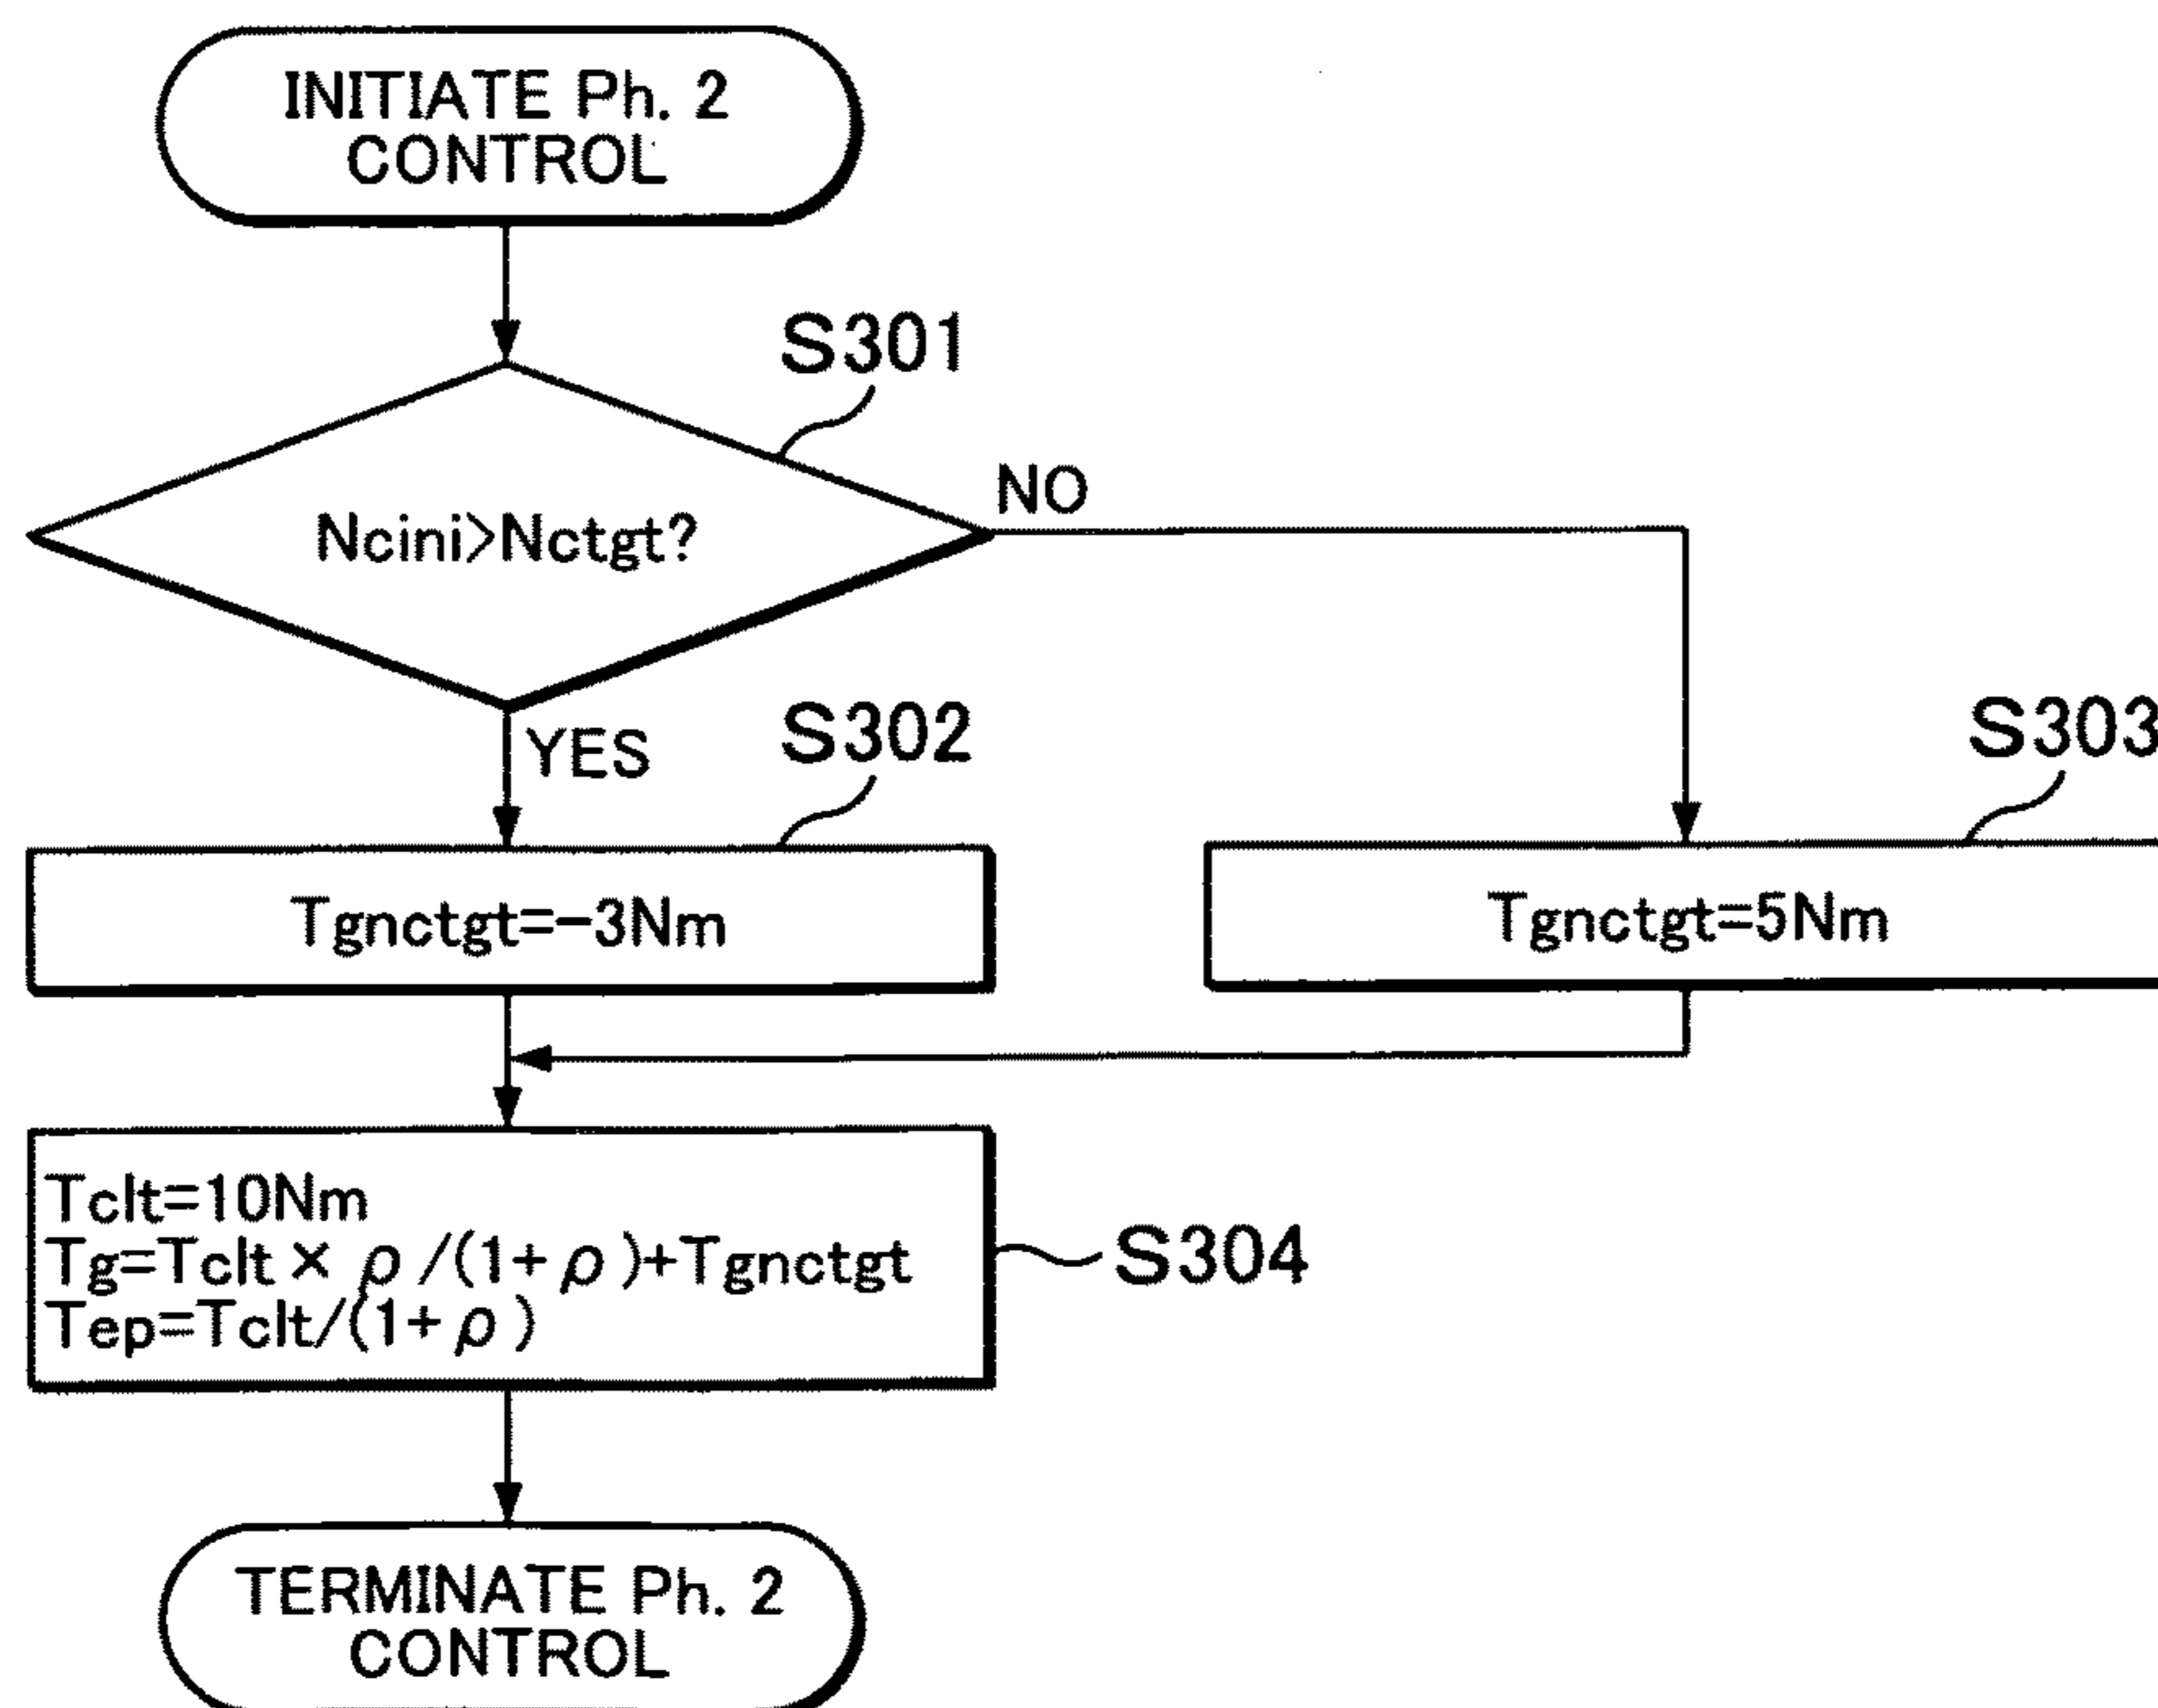 INITIATE Ph. 2
CONTROL
S301
Ncini>Nctgt?
NO
YES
S302
S303
Tgnctgt=-3Nm
Tgnctgt=5Nm
Tclt=10Nm
Tg=Tclt × ρ/(1+ρ)+Tgnctgt
Tep=Tclt/(1+ρ)
S304
TERMINATE Ph. 2
CONTROL